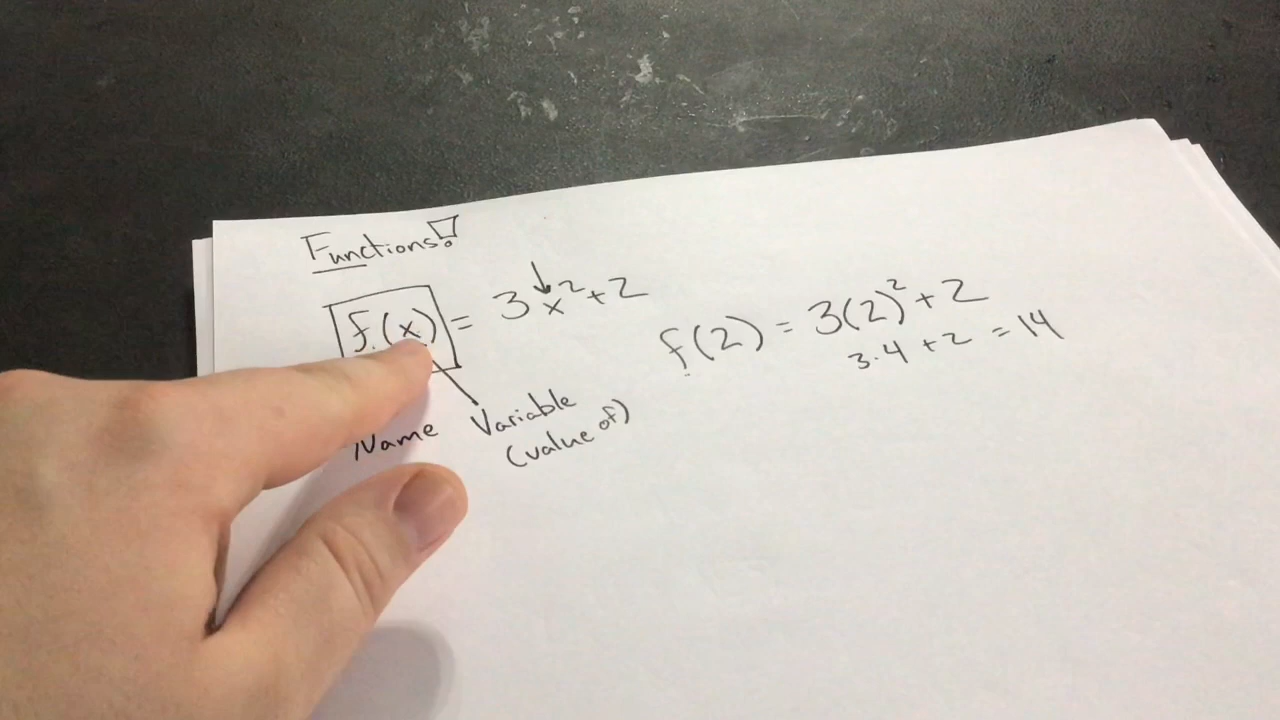 Functions!
f(x) = 3x²+2
f(2) = 3(2)²+2
3·4 +2 = 14
Name Variable
(value of)